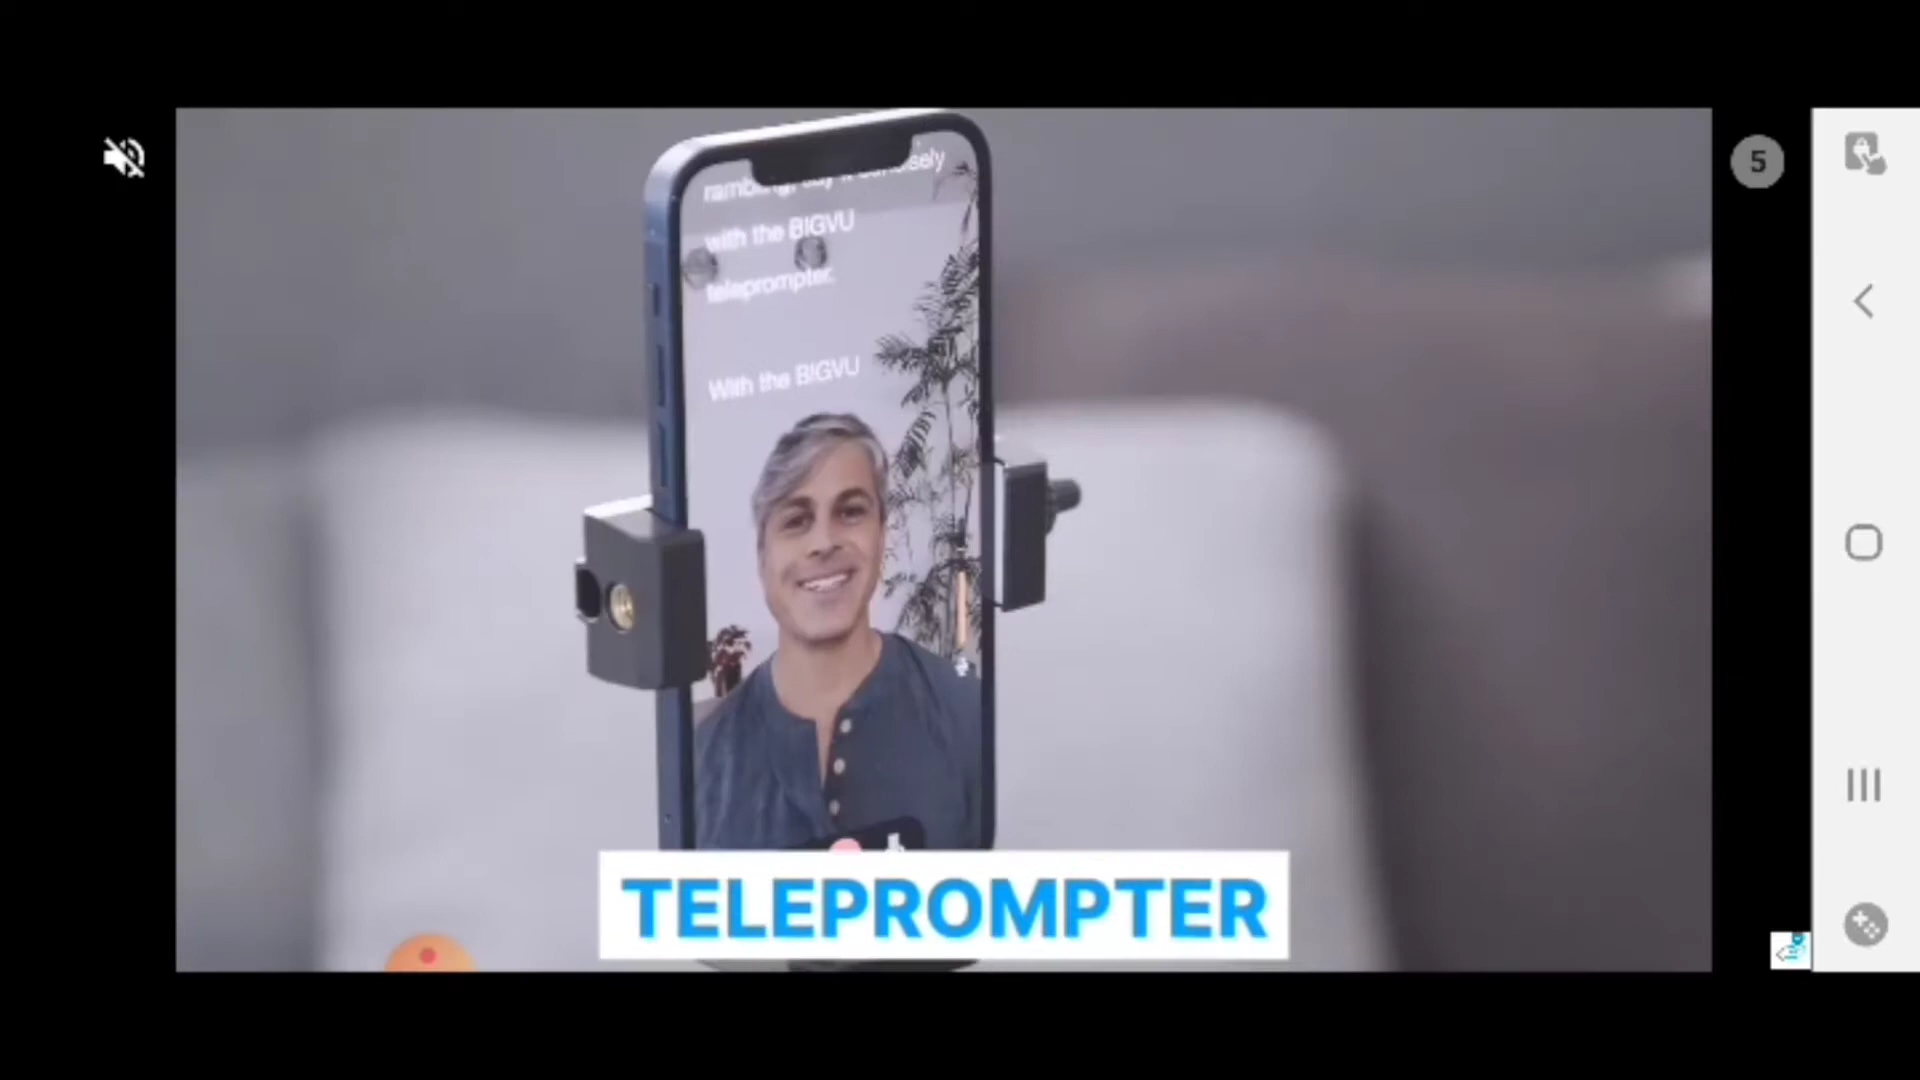 5
with the BIGVU
teleprompter.
With the BIGVU
TELEPROMPTER